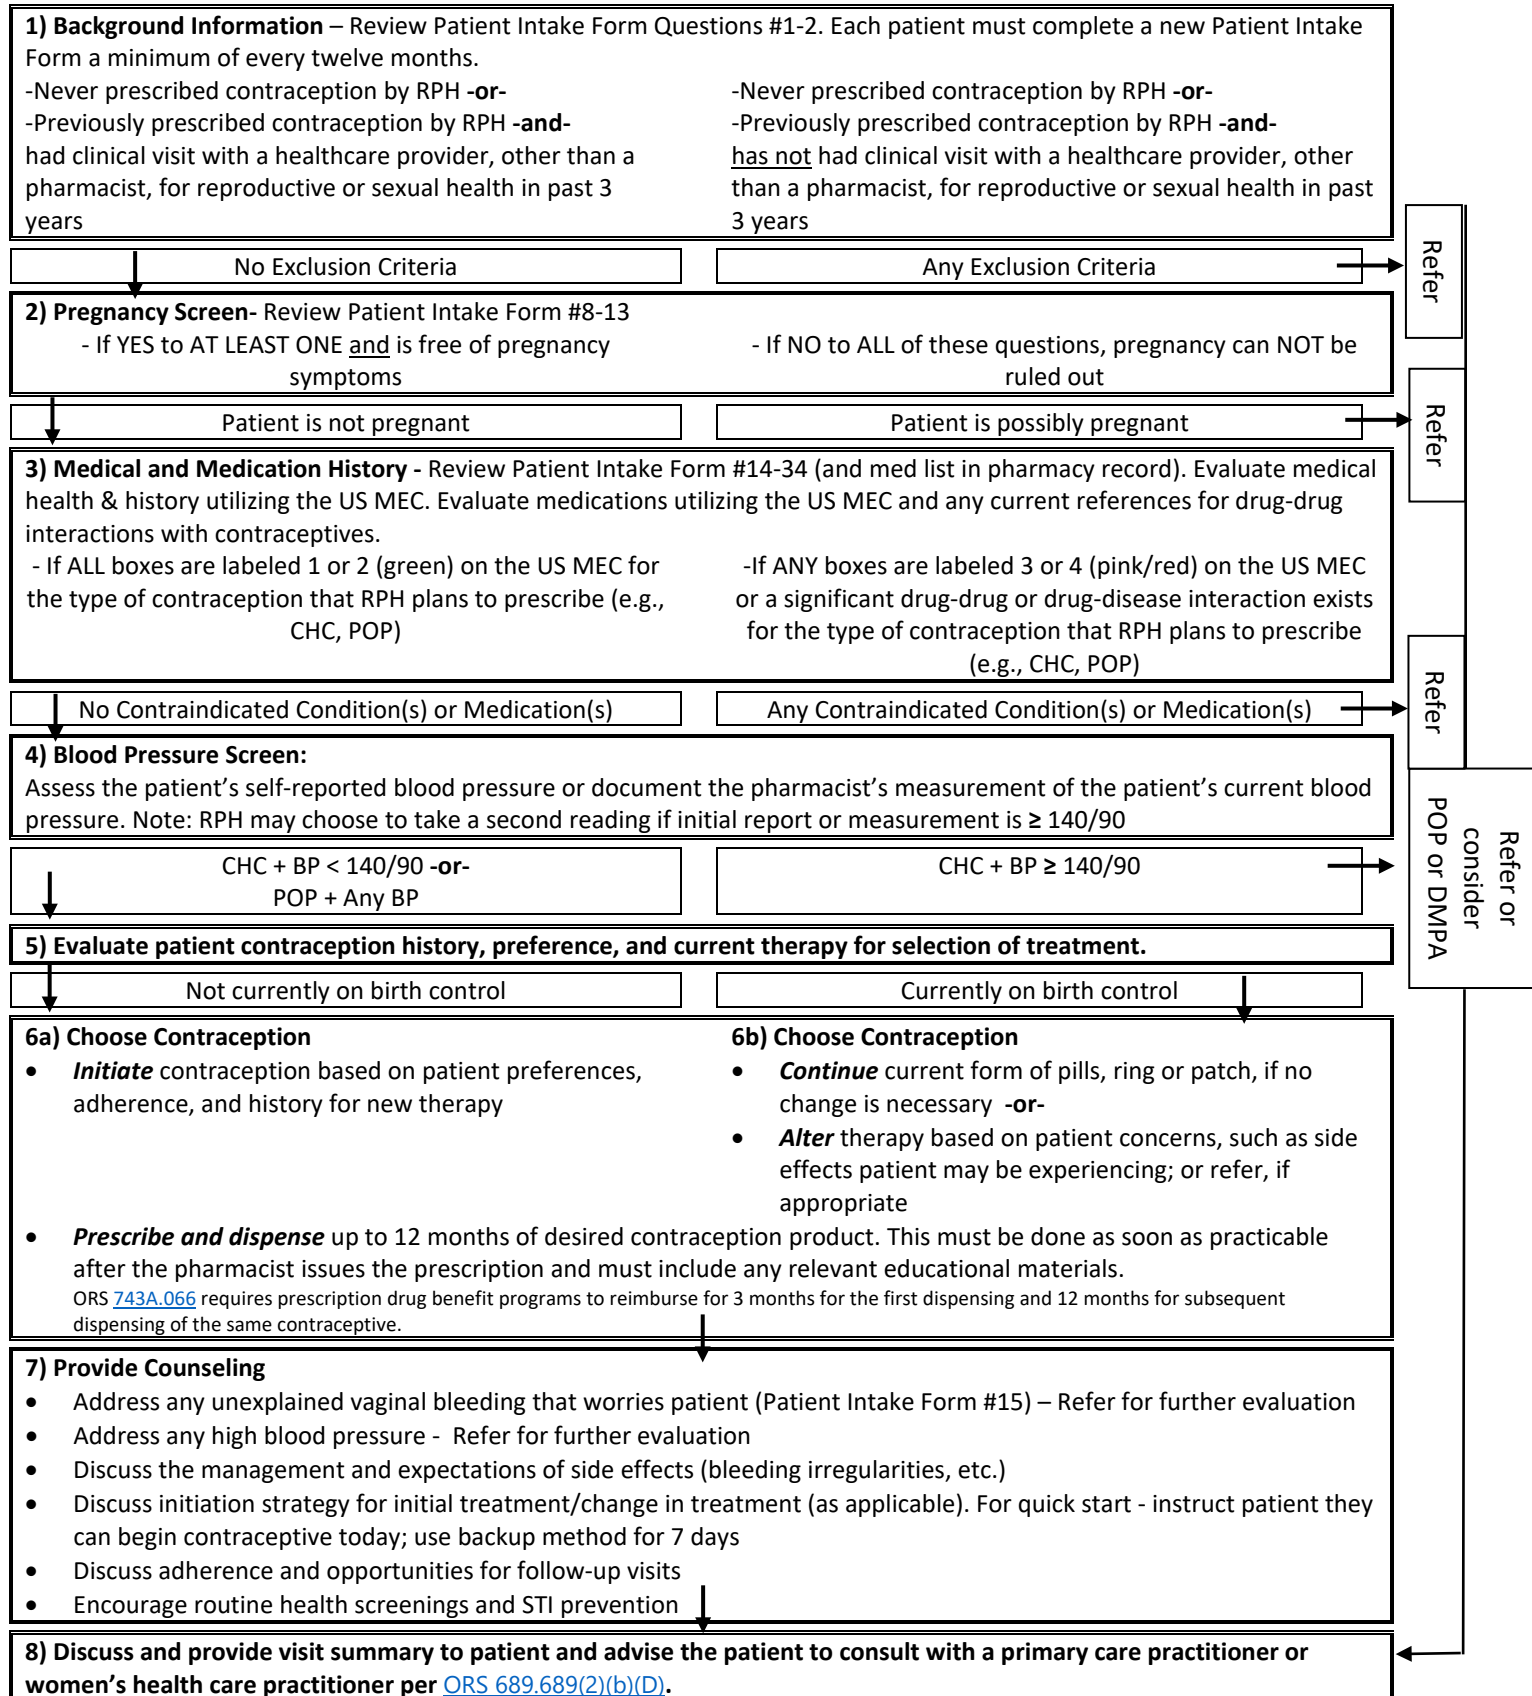 1) Background Information – Review Patient Intake Form Questions #1-2. Each patient must complete a new Patient Intake
Form a minimum of every twelve months.
-Never prescribed contraception by RPH -or-
-Previously prescribed contraception by RPH -and-
had clinical visit with a healthcare provider, other than a
pharmacist, for reproductive or sexual health in past 3
years
-Never prescribed contraception by RPH -or-
-Previously prescribed contraception by RPH -and-
has not had clinical visit with a healthcare provider, other
than a pharmacist, for reproductive or sexual health in past
3 years
No Exclusion Criteria
Any Exclusion Criteria
Refer
2) Pregnancy Screen- Review Patient Intake Form #8-13
- If YES to AT LEAST ONE and is free of pregnancy
symptoms
- If NO to ALL of these questions, pregnancy can NOT be
ruled out
Patient is not pregnant
Patient is possibly pregnant
Refer
3) Medical and Medication History - Review Patient Intake Form #14-34 (and med list in pharmacy record). Evaluate medical
health & history utilizing the US MEC. Evaluate medications utilizing the US MEC and any current references for drug-drug
interactions with contraceptives.
- If ALL boxes are labeled 1 or 2 (green) on the US MEC for
the type of contraception that RPH plans to prescribe (e.g.,
CHC, POP)
-If ANY boxes are labeled 3 or 4 (pink/red) on the US MEC
or a significant drug-drug or drug-disease interaction exists
for the type of contraception that RPH plans to prescribe
(e.g., CHC, POP)
No Contraindicated Condition(s) or Medication(s)
Any Contraindicated Condition(s) or Medication(s)
Refer
4) Blood Pressure Screen:
Assess the patient's self-reported blood pressure or document the pharmacist's measurement of the patient's current blood
pressure. Note: RPH may choose to take a second reading if initial report or measurement is ≥ 140/90
CHC + BP < 140/90 -or-
POP + Any BP
CHC + BP ≥ 140/90
Refer or
consider
POP or DMPA
5) Evaluate patient contraception history, preference, and current therapy for selection of treatment.
Not currently on birth control
Currently on birth control
6a) Choose Contraception
• Initiate contraception based on patient preferences,
adherence, and history for new therapy
6b) Choose Contraception
• Continue current form of pills, ring or patch, if no
change is necessary -or-
• Alter therapy based on patient concerns, such as side
effects patient may be experiencing; or refer, if
appropriate
• Prescribe and dispense up to 12 months of desired contraception product. This must be done as soon as practicable
after the pharmacist issues the prescription and must include any relevant educational materials.
ORS 743A.066 requires prescription drug benefit programs to reimburse for 3 months for the first dispensing and 12 months for subsequent
dispensing of the same contraceptive.
7) Provide Counseling
• Address any unexplained vaginal bleeding that worries patient (Patient Intake Form #15) – Refer for further evaluation
• Address any high blood pressure - Refer for further evaluation
• Discuss the management and expectations of side effects (bleeding irregularities, etc.)
• Discuss initiation strategy for initial treatment/change in treatment (as applicable). For quick start - instruct patient they
can begin contraceptive today; use backup method for 7 days
• Discuss adherence and opportunities for follow-up visits
• Encourage routine health screenings and STI prevention
8) Discuss and provide visit summary to patient and advise the patient to consult with a primary care practitioner or
women's health care practitioner per ORS 689.689(2)(b)(D).